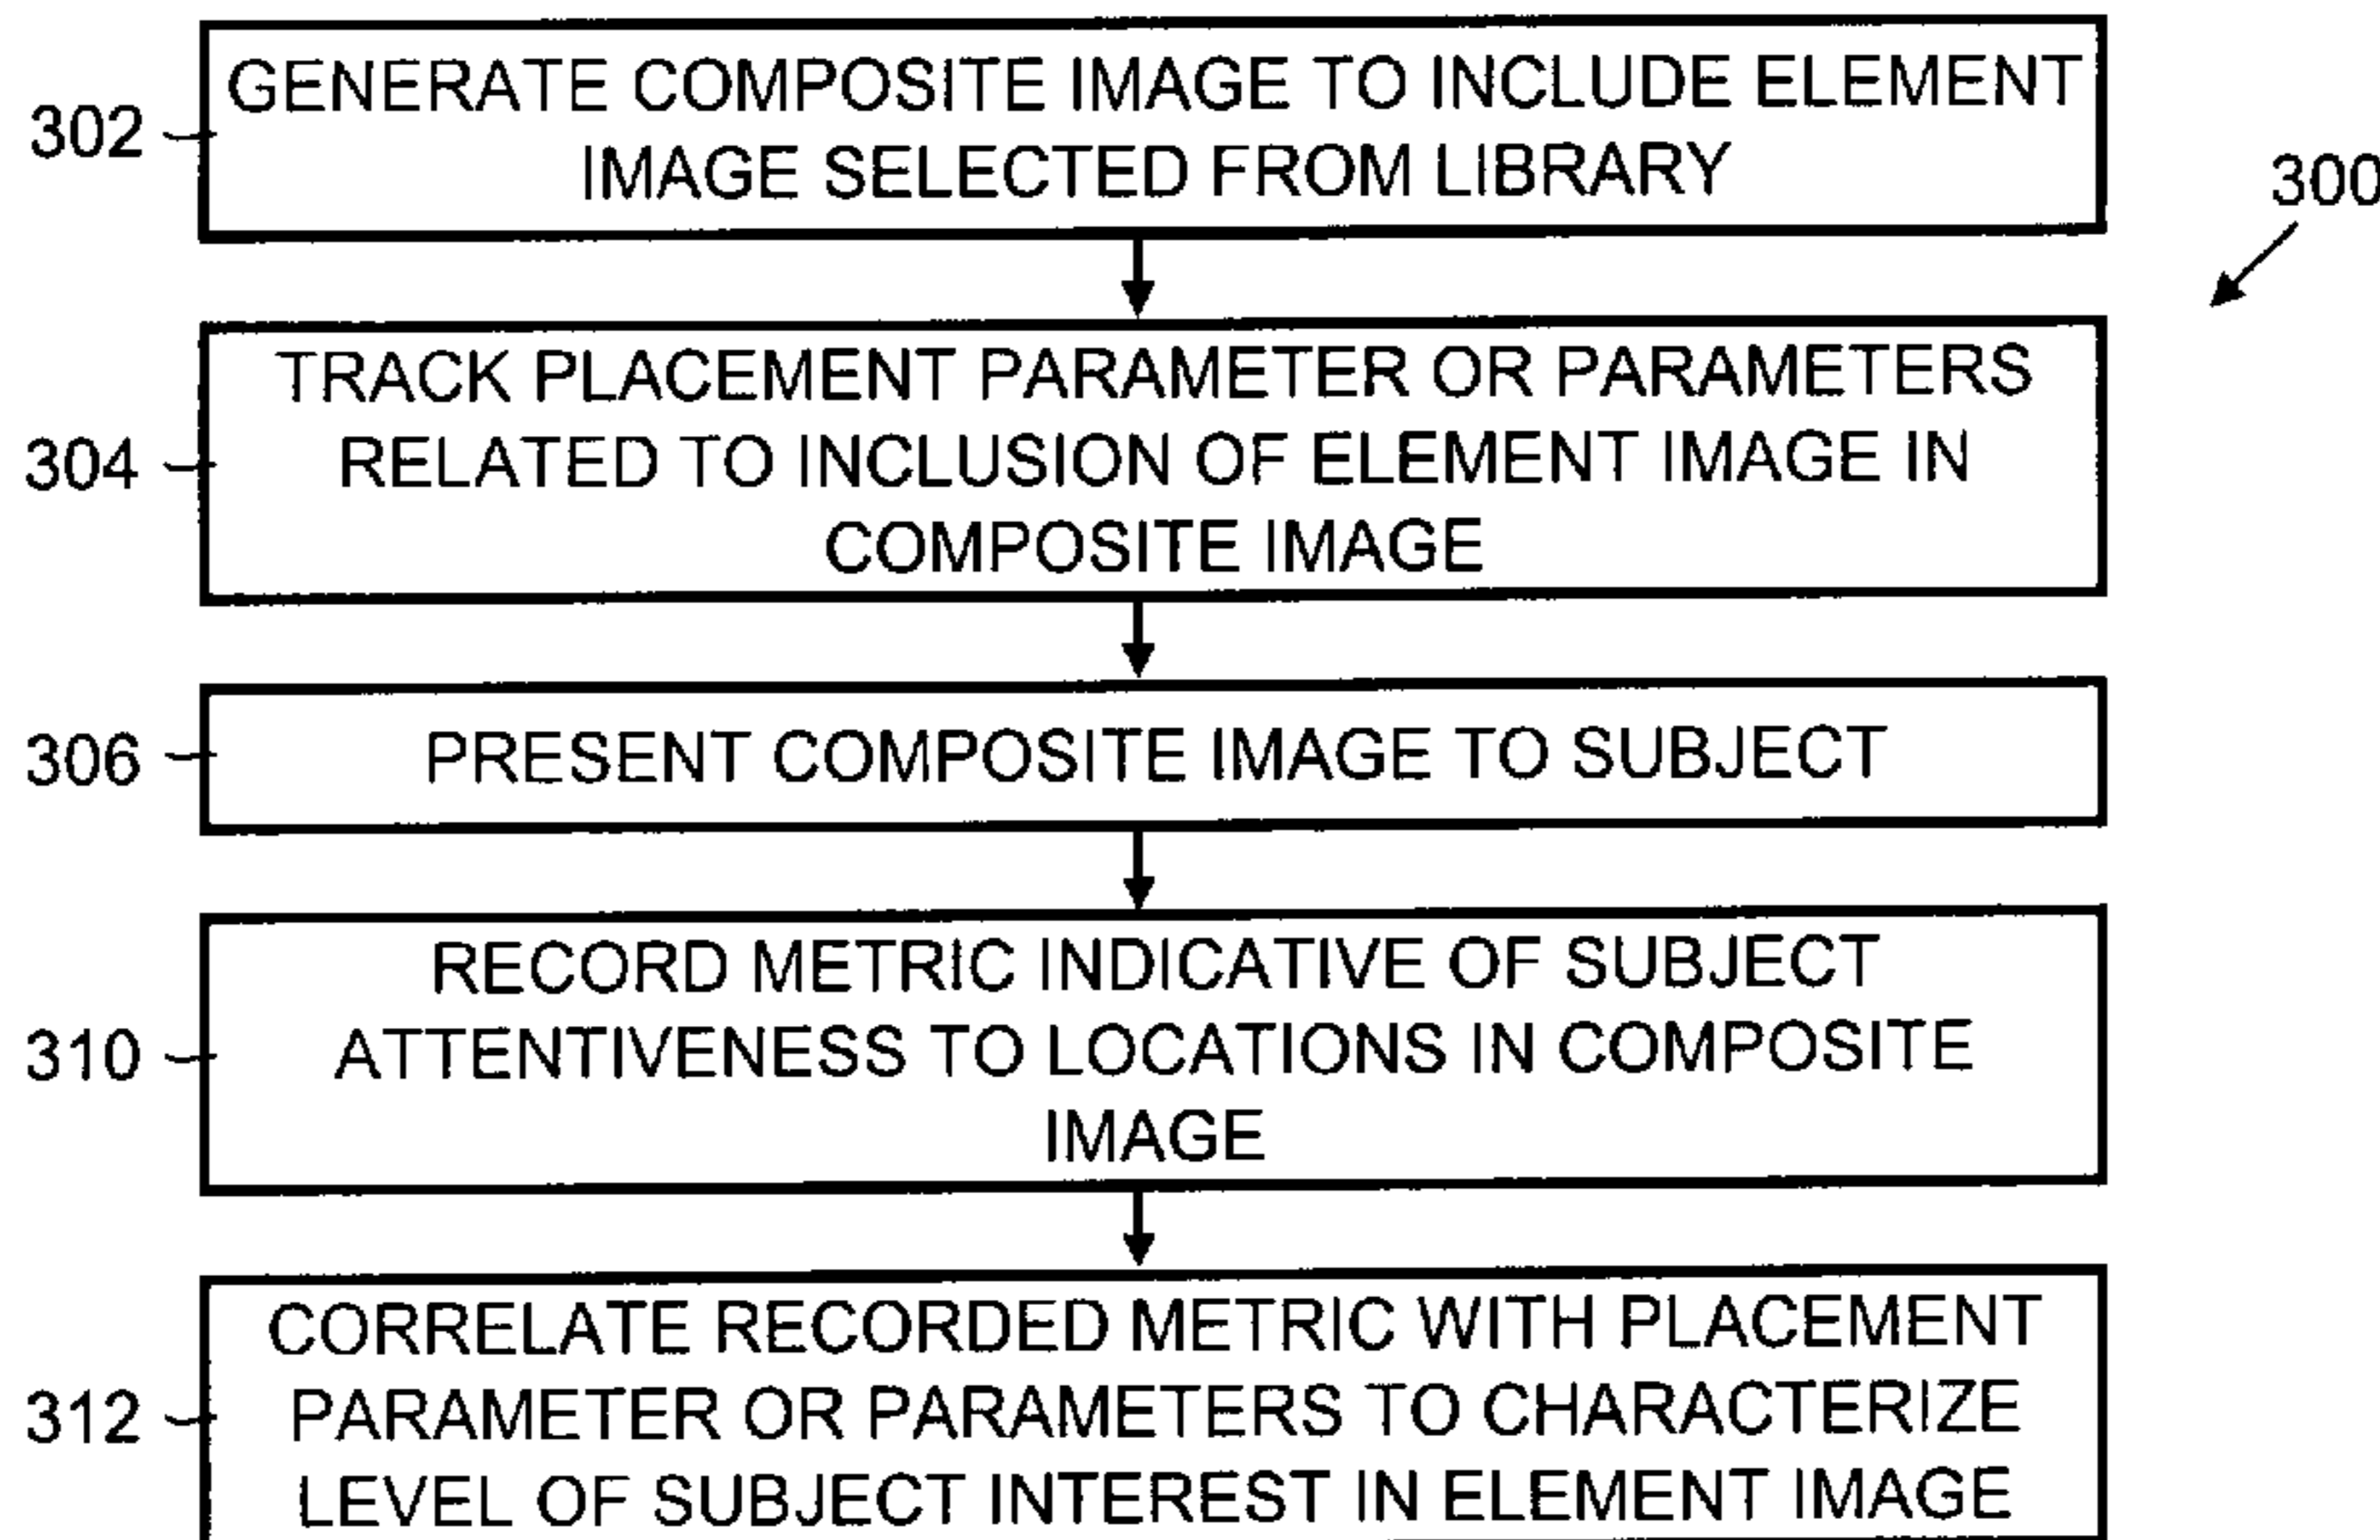 302
GENERATE COMPOSITE IMAGE TO INCLUDE ELEMENT
IMAGE SELECTED FROM LIBRARY
300
304
TRACK PLACEMENT PARAMETER OR PARAMETERS
RELATED TO INCLUSION OF ELEMENT IMAGE IN
COMPOSITE IMAGE
306
PRESENT COMPOSITE IMAGE TO SUBJECT
310
RECORD METRIC INDICATIVE OF SUBJECT
ATTENTIVENESS TO LOCATIONS IN COMPOSITE
IMAGE
312
CORRELATE RECORDED METRIC WITH PLACEMENT
PARAMETER OR PARAMETERS TO CHARACTERIZE
LEVEL OF SUBJECT INTEREST IN ELEMENT IMAGE